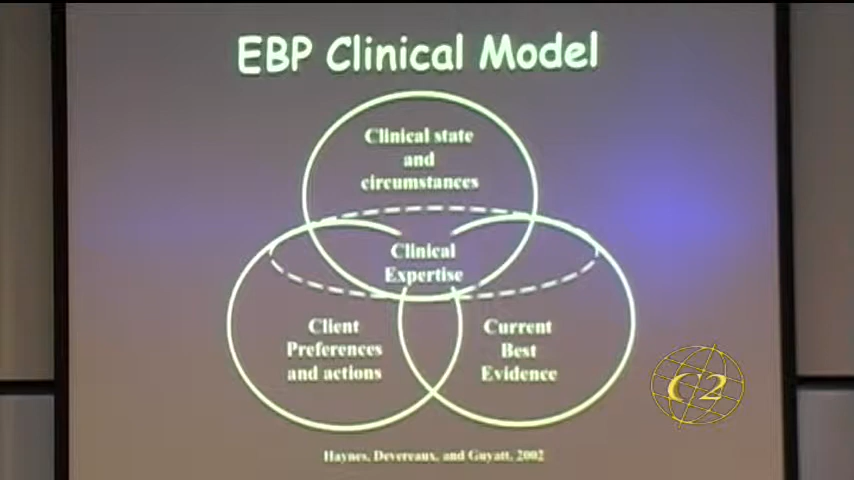 EBP Clinical Model
Clinical state
and
circumstances
Clinical
Expertise
Client
Preferences
and actions
Current
Best
Evidence
C2
Haynes, Devereaux, and Guyatt, 2002